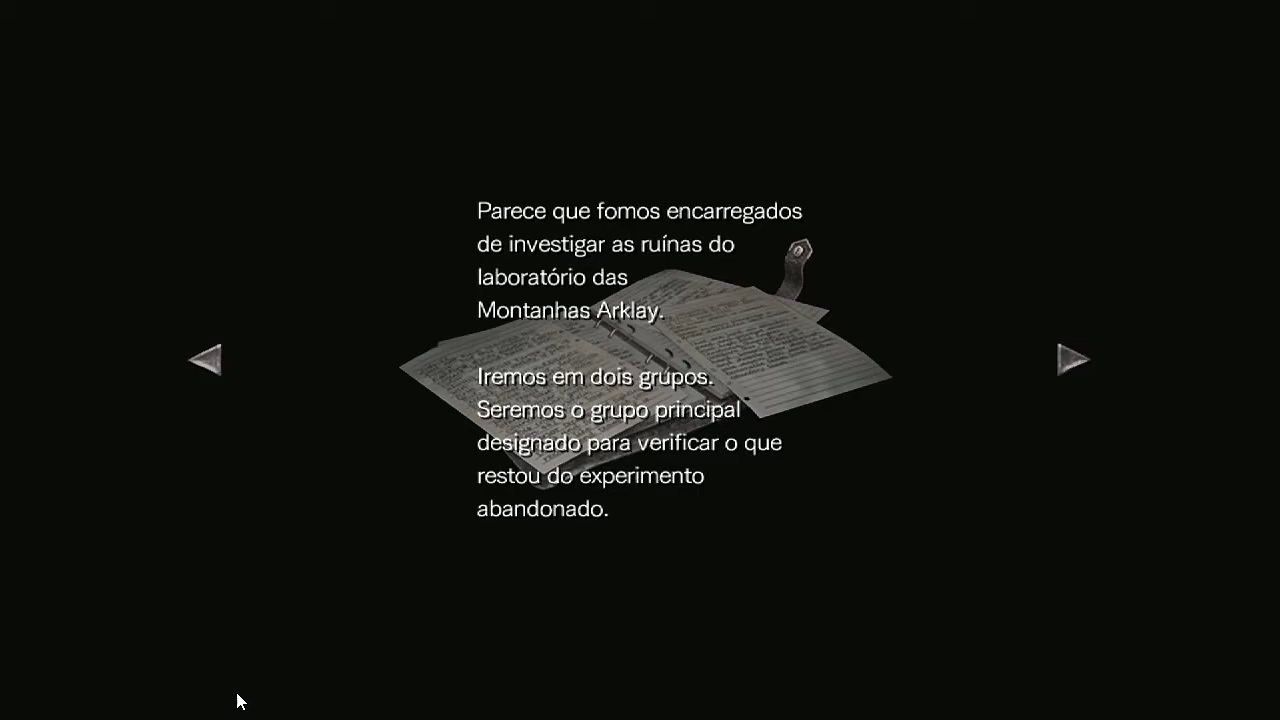 Parece que fomos encarregados
de investigar as ruínas do
laboratório das
Montanhas Arklay.
Iremos em dois grupos.
Seremos o grupo principal
designado para verificar o que
restou do experimento
abandonado.